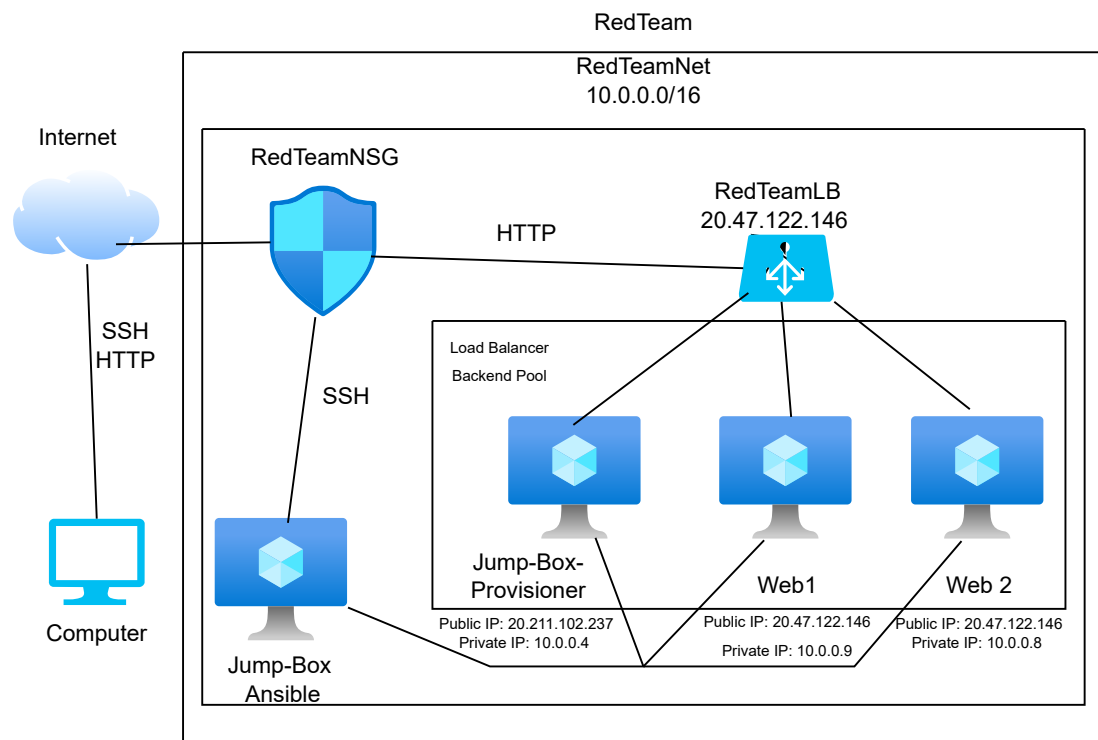 RedTeam
RedTeamNet
10.0.0.0/16
Internet
RedTeamNSG
RedTeamLB
20.47.122.146
HTTP
SSH
HTTP
SSH
Load Balancer
Backend Pool
Jump-Box-
Provisioner
Web1
Web 2
Public IP: 20.211.102.237
Private IP: 10.0.0.4
Public IP: 20.47.122.146
Private IP: 10.0.0.9
Public IP: 20.47.122.146
Private IP: 10.0.0.8
Computer
Jump-Box
Ansible